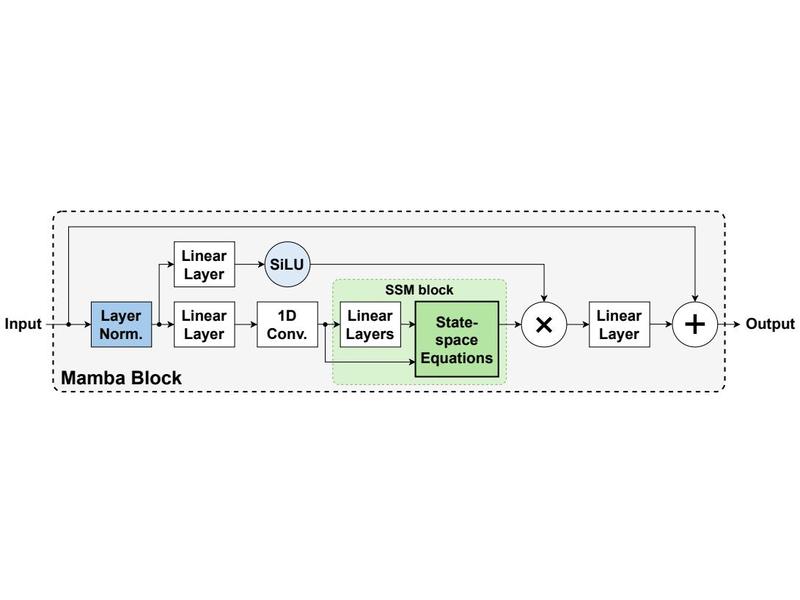 Linear
Layer
SiLU
SSM block
Input
Layer
Norm.
Linear
Layer
1D
Conv.
Linear
Layers
State-
space
Equations
×
Linear
Layer
+
Output
Mamba Block